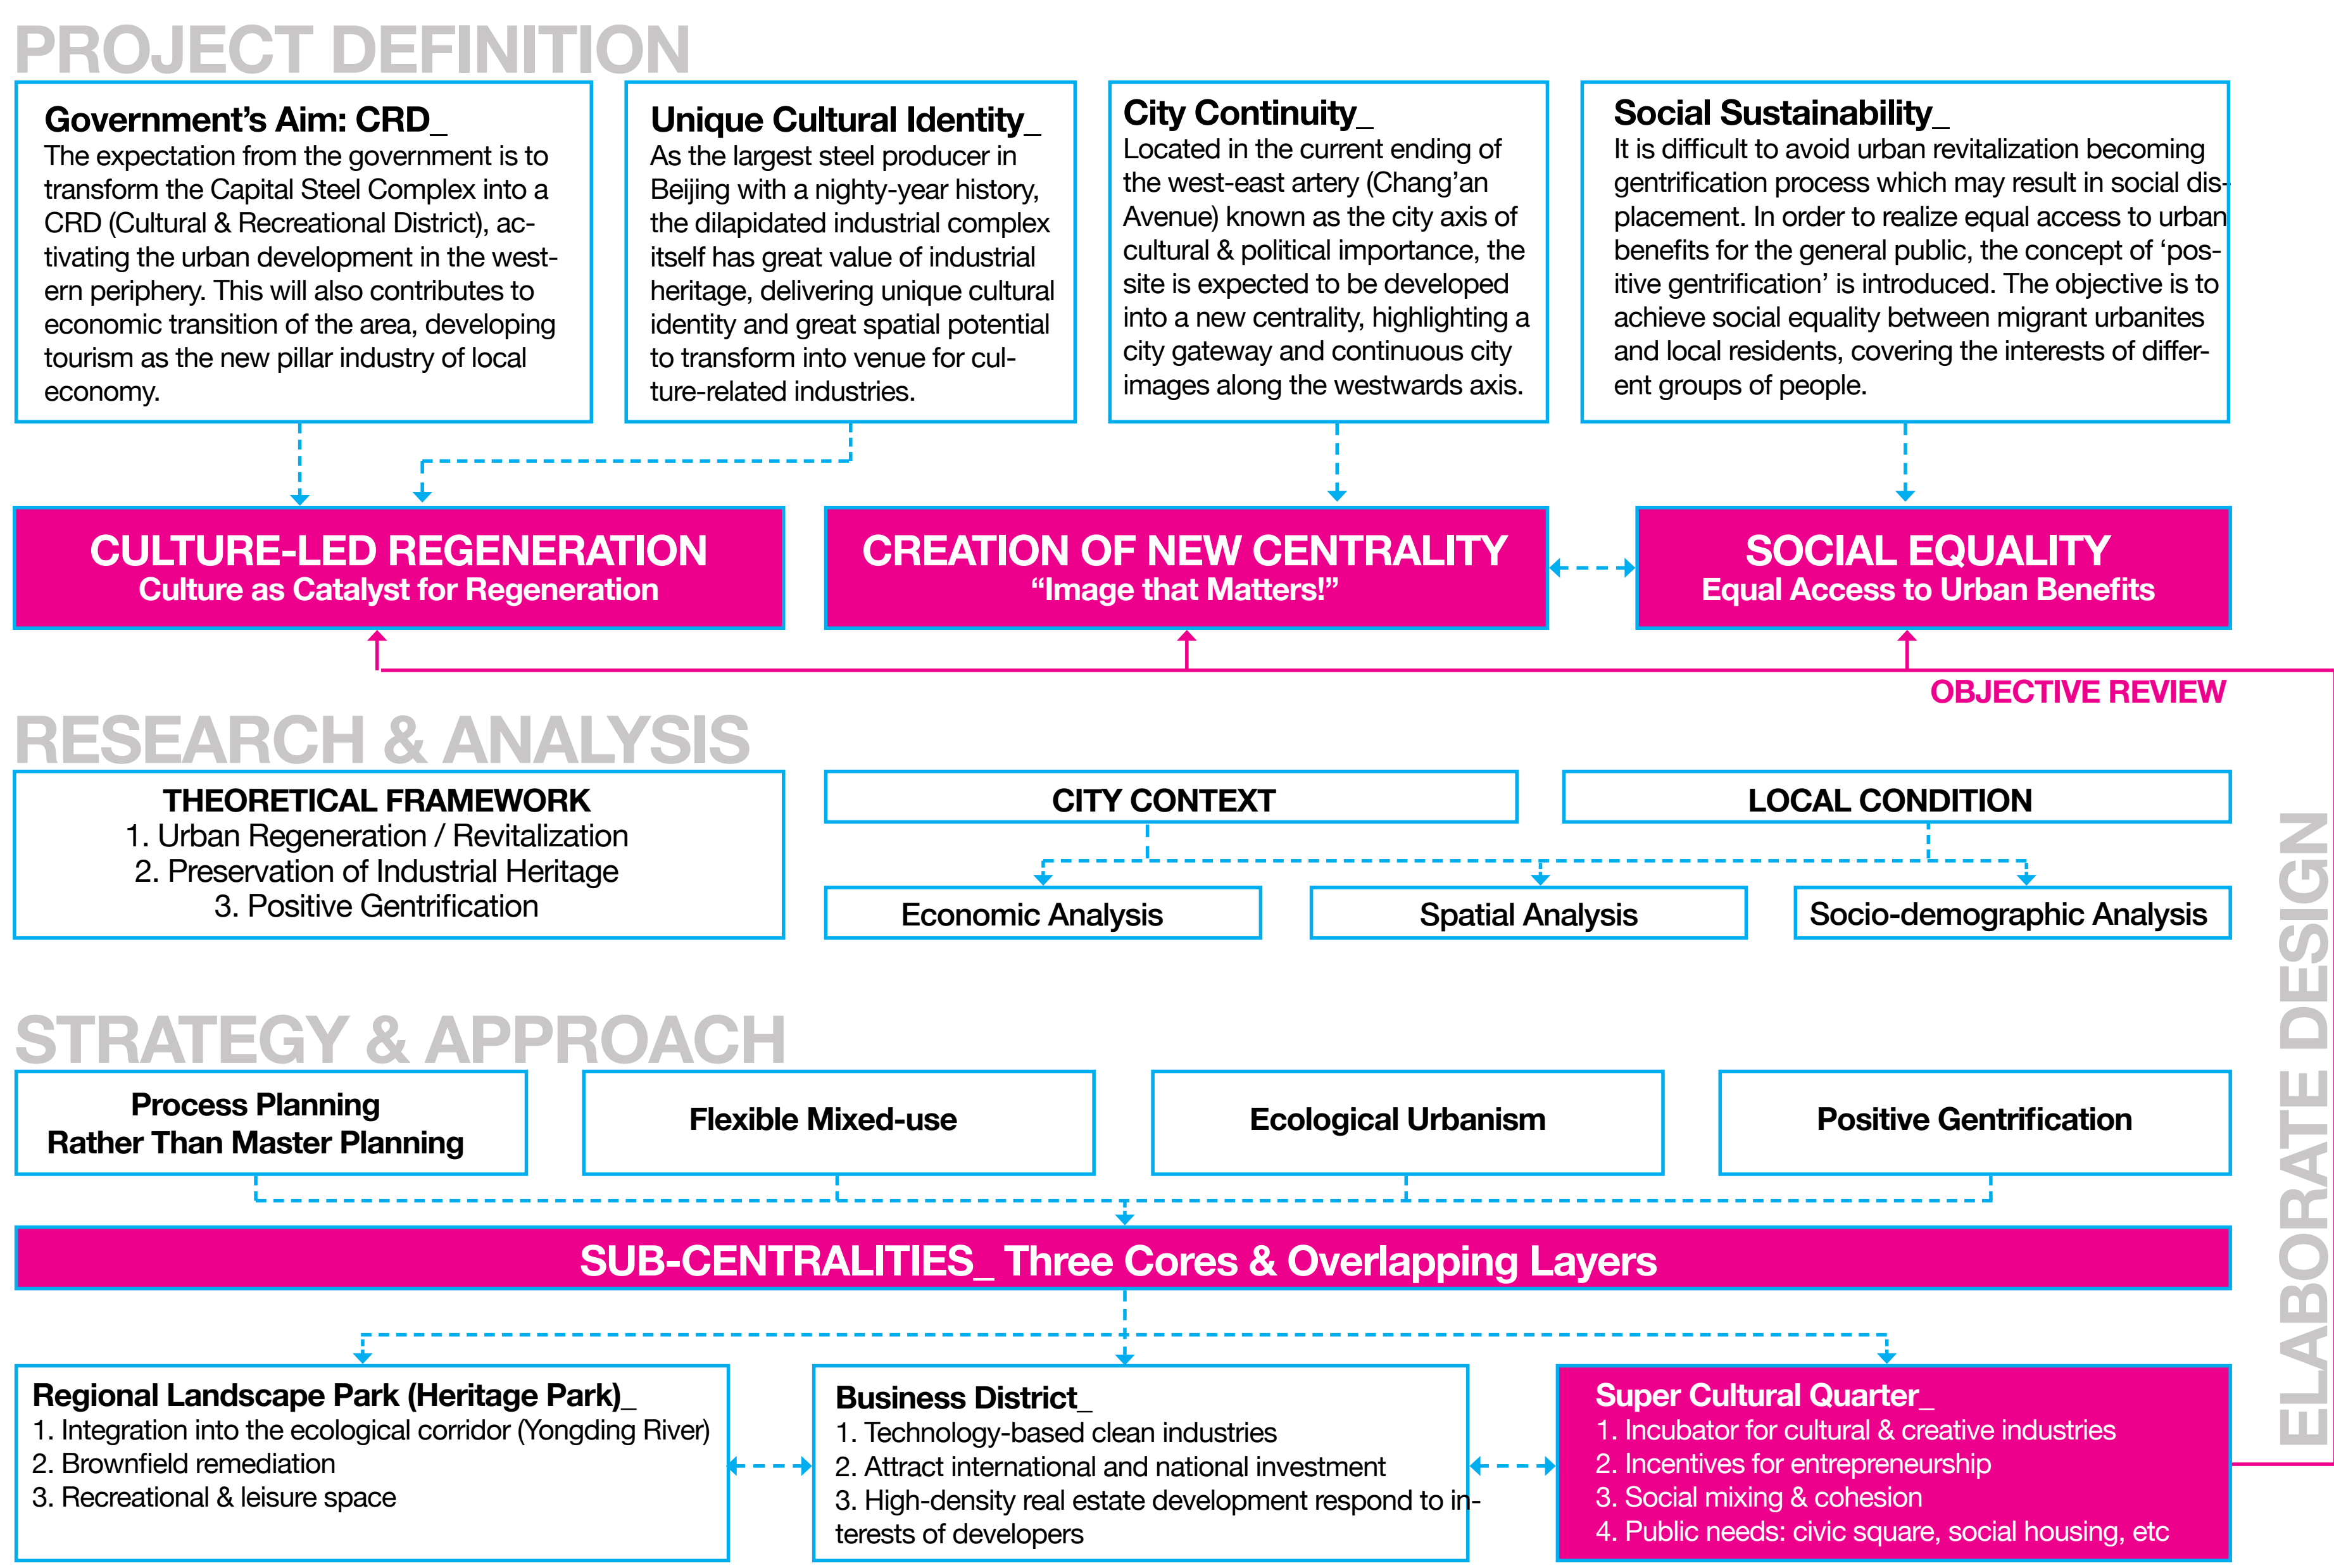 PROJECT DEFINITION
Government’s Aim: CRD_
The expectation from the government is to
transform the Capital Steel Complex into a
CRD (Cultural & Recreational District), ac-
tivating the urban development in the west-
ern periphery. This will also contributes to
economic transition of the area, developing
tourism as the new pillar industry of local
economy.
Unique Cultural Identity_
As the largest steel producer in
Beijing with a nighty-year history,
the dilapidated industrial complex
itself has great value of industrial
heritage, delivering unique cultural
identity and great spatial potential
to transform into venue for cul-
ture-related industries.
City Continuity_
Located in the current ending of
the west-east artery (Chang’an
Avenue) known as the city axis of
cultural & political importance, the
site is expected to be developed
into a new centrality, highlighting a
city gateway and continuous city
images along the westwards axis.
Social Sustainability_
It is difficult to avoid urban revitalization becoming
gentrification process which may result in social dis-
placement. In order to realize equal access to urban
benefits for the general public, the concept of ‘pos-
itive gentrification’ is introduced. The objective is to
achieve social equality between migrant urbanites
and local residents, covering the interests of differ-
ent groups of people.
CULTURE-LED REGENERATION
Culture as Catalyst for Regeneration
CREATION OF NEW CENTRALITY
“Image that Matters!”
SOCIAL EQUALITY
Equal Access to Urban Benefits
OBJECTIVE REVIEW
RESEARCH & ANALYSIS
THEORETICAL FRAMEWORK
1. Urban Regeneration / Revitalization
2. Preservation of Industrial Heritage
3. Positive Gentrification
CITY CONTEXT
LOCAL CONDITION
Economic Analysis
Spatial Analysis
Socio-demographic Analysis
STRATEGY & APPROACH
Process Planning
Rather Than Master Planning
Flexible Mixed-use
Ecological Urbanism
Positive Gentrification
SUB-CENTRALITIES_ Three Cores & Overlapping Layers
Regional Landscape Park (Heritage Park)_
1. Integration into the ecological corridor (Yongding River)
2. Brownfield remediation
3. Recreational & leisure space
Business District_
1. Technology-based clean industries
2. Attract international and national investment
3. High-density real estate development respond to in-
terests of developers
Super Cultural Quarter_
1. Incubator for cultural & creative industries
2. Incentives for entrepreneurship
3. Social mixing & cohesion
4. Public needs: civic square, social housing, etc
ELABORATE DESIGN